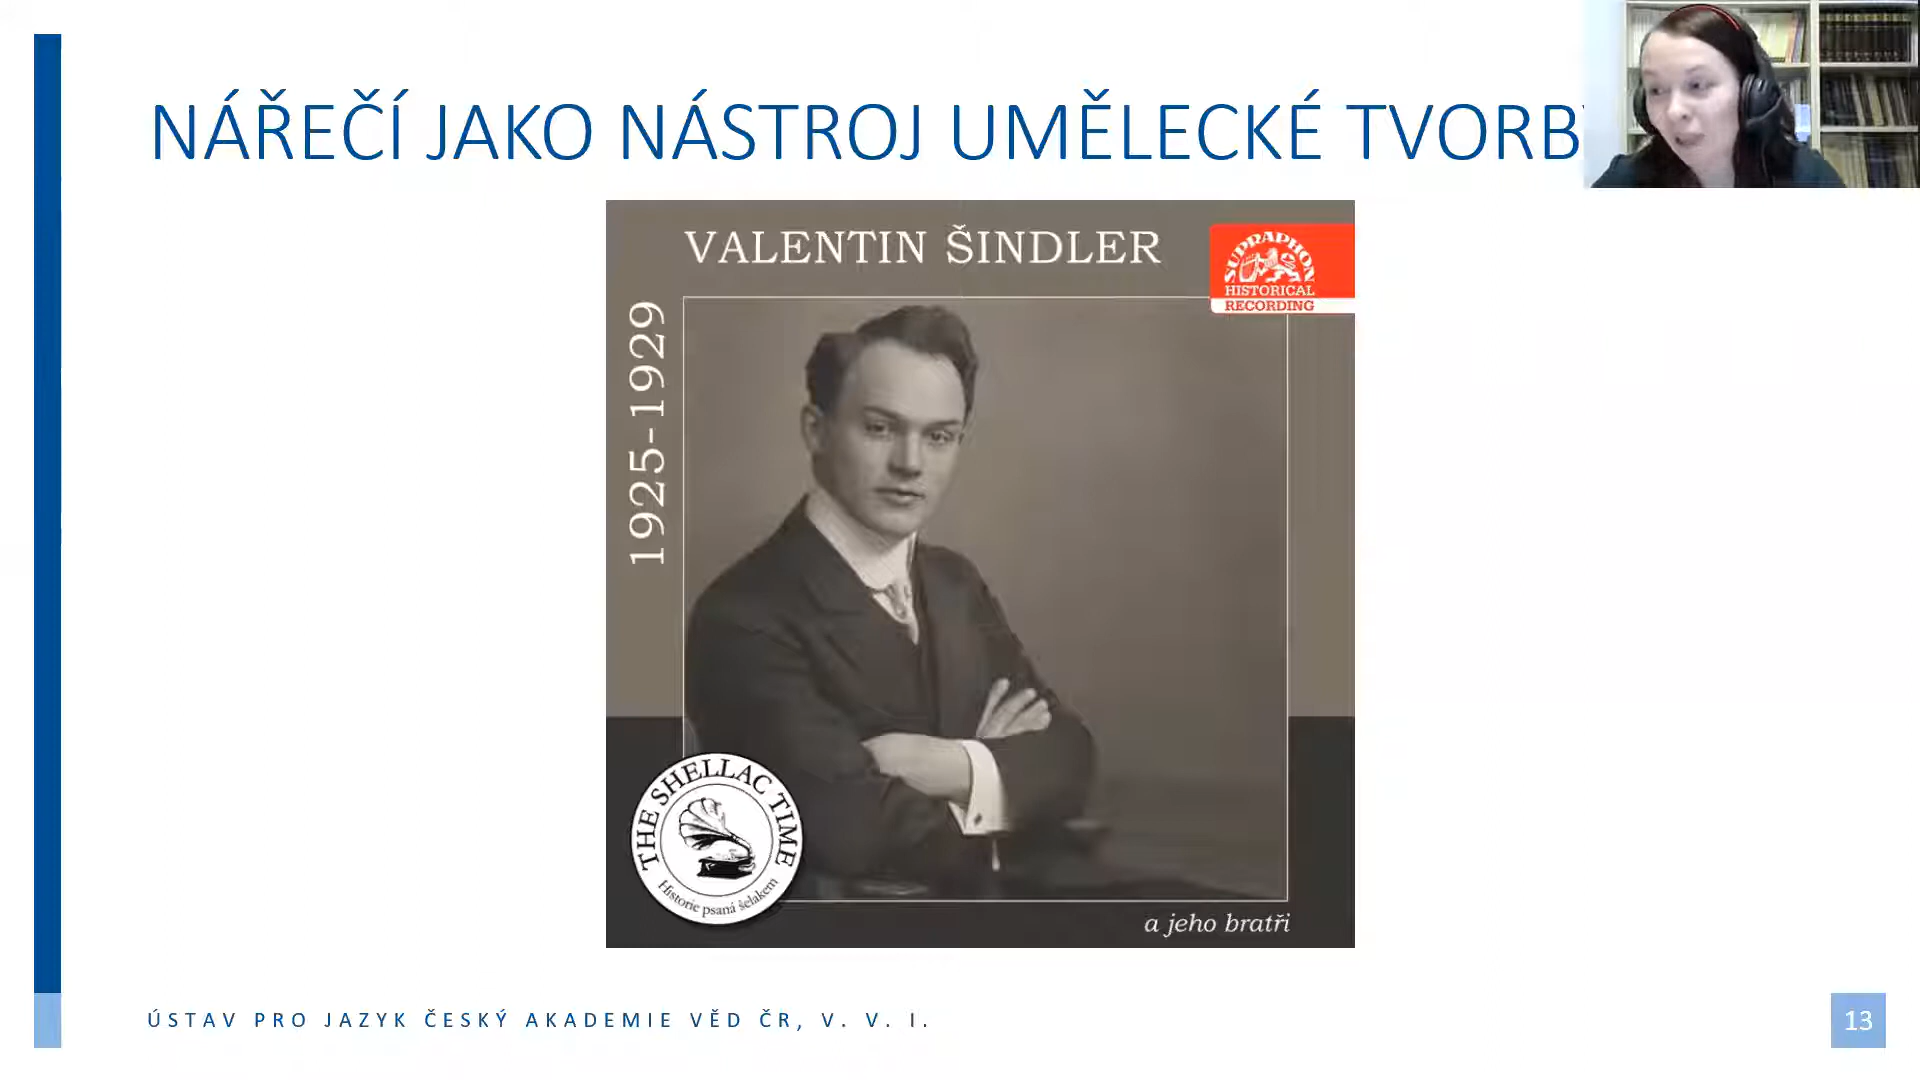 NÁŘEČÍ JAKO NÁSTROJ UMĚLECKÉ TVORB
VALENTIN ŠINDLER
SUPRAPHON
HISTORICAL
RECORDING
1925-1929
THE SHELLAC TIME
Historie psaná šelakem
a jeho bratři
ÚSTAV PRO JAZYK ČESKÝ AKADEMIE VĚD ČR, V. V. I.
13